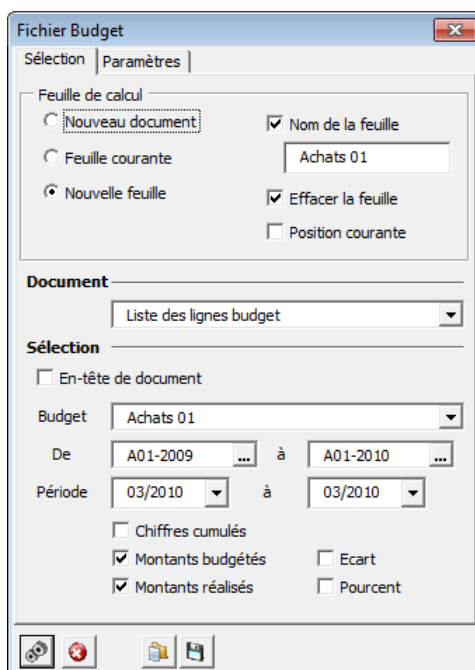 Fichier Budget
Sélection Paramètres
Feuille de calcul
Nouveau document Nom de la feuille
Feuille courante Achats 01
Nouvelle feuille Effacer la feuille
Position courante
Document
Liste des lignes budget
Sélection
En-tête de document
Budget Achats 01
De A01-2009 ... à A01-2010 ...
Période 03/2010 à 03/2010
Chiffres cumulés
Montants budgétés Ecart
Montants réalisés Pourcent